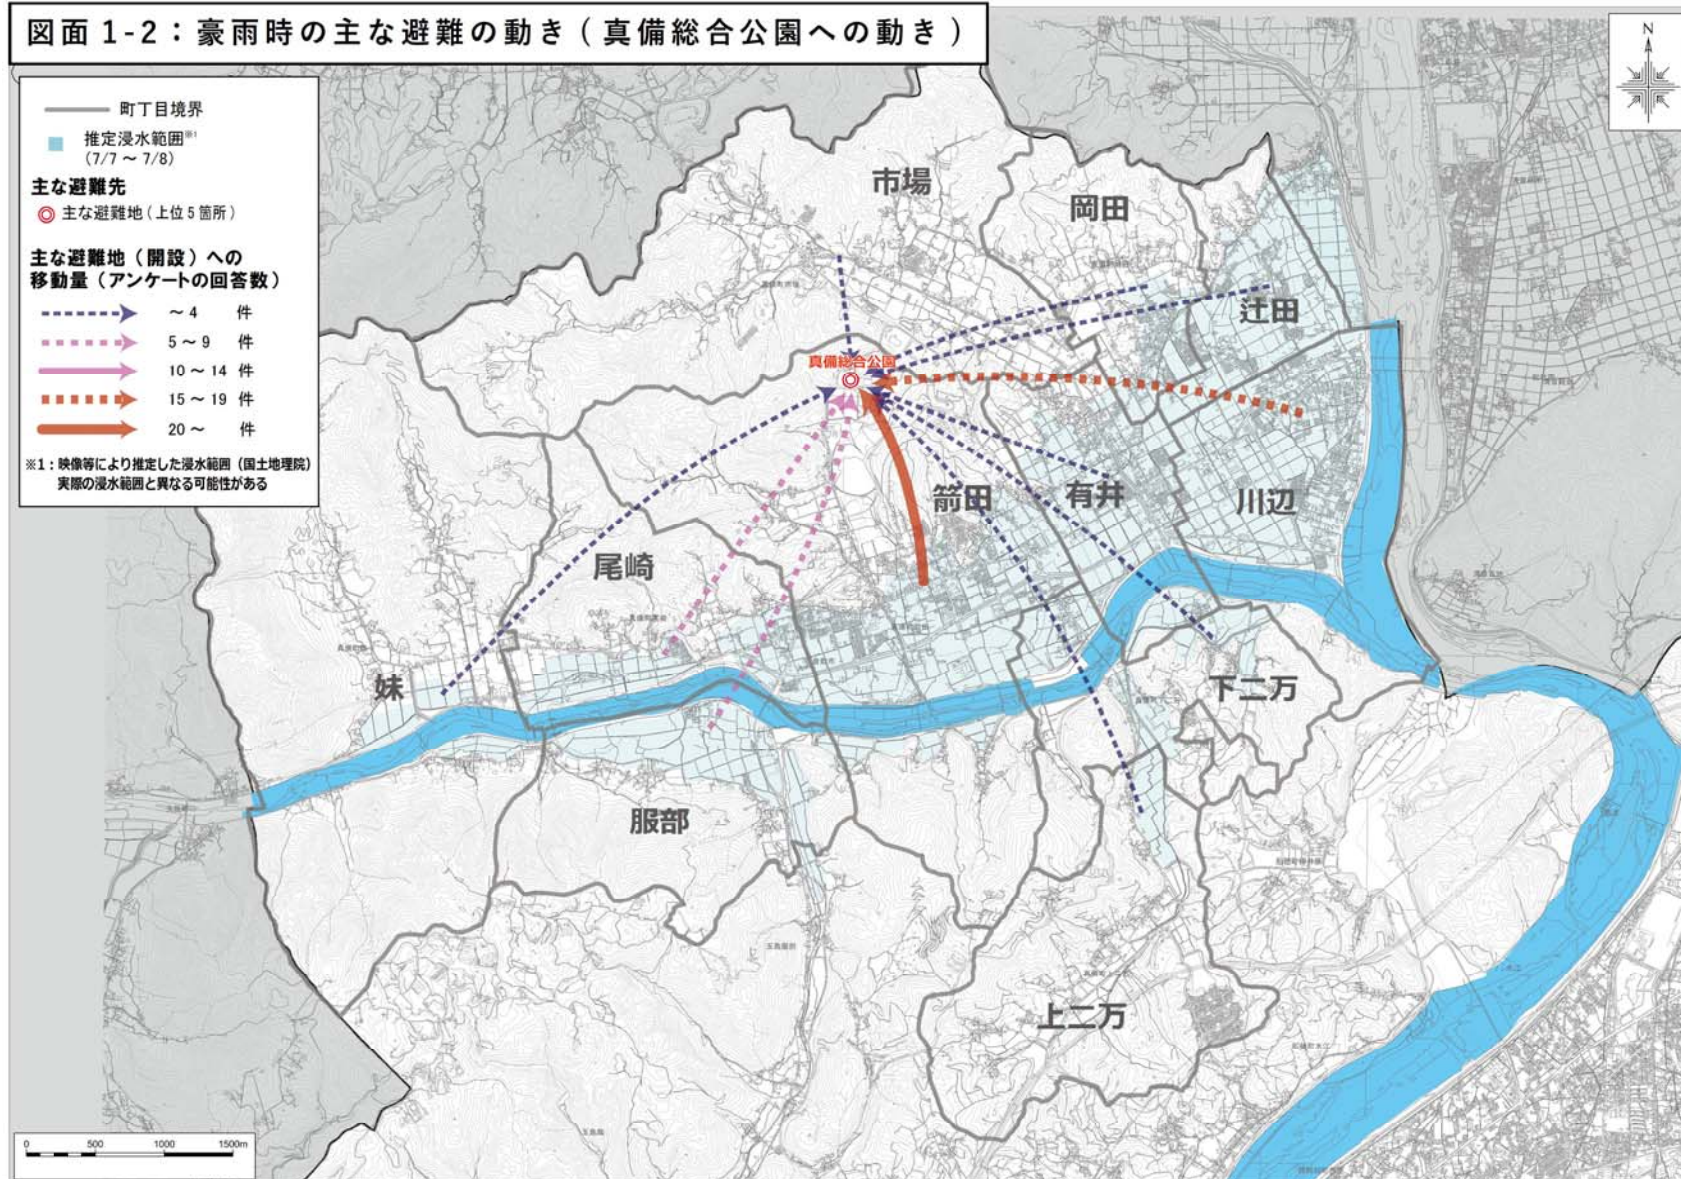 図面 1-2：豪雨時の主な避難の動き（真備総合公園への動き）
町丁目境界
推定浸水範囲※1
(7/7 ～ 7/8)
主な避難先
主な避難地（上位 5 箇所）
主な避難地（開設）への
移動量（アンケートの回答数）
～ 4 件
5 ～ 9 件
10 ～ 14 件
15 ～ 19 件
20 ～ 件
※1：映像等により推定した浸水範囲（国土地理院）
実際の浸水範囲と異なる可能性がある
N
市場
岡田
辻田
真備総合公園
箭田
有井
川辺
尾崎
妹
下二万
服部
上二万
0 500 1000 1500m